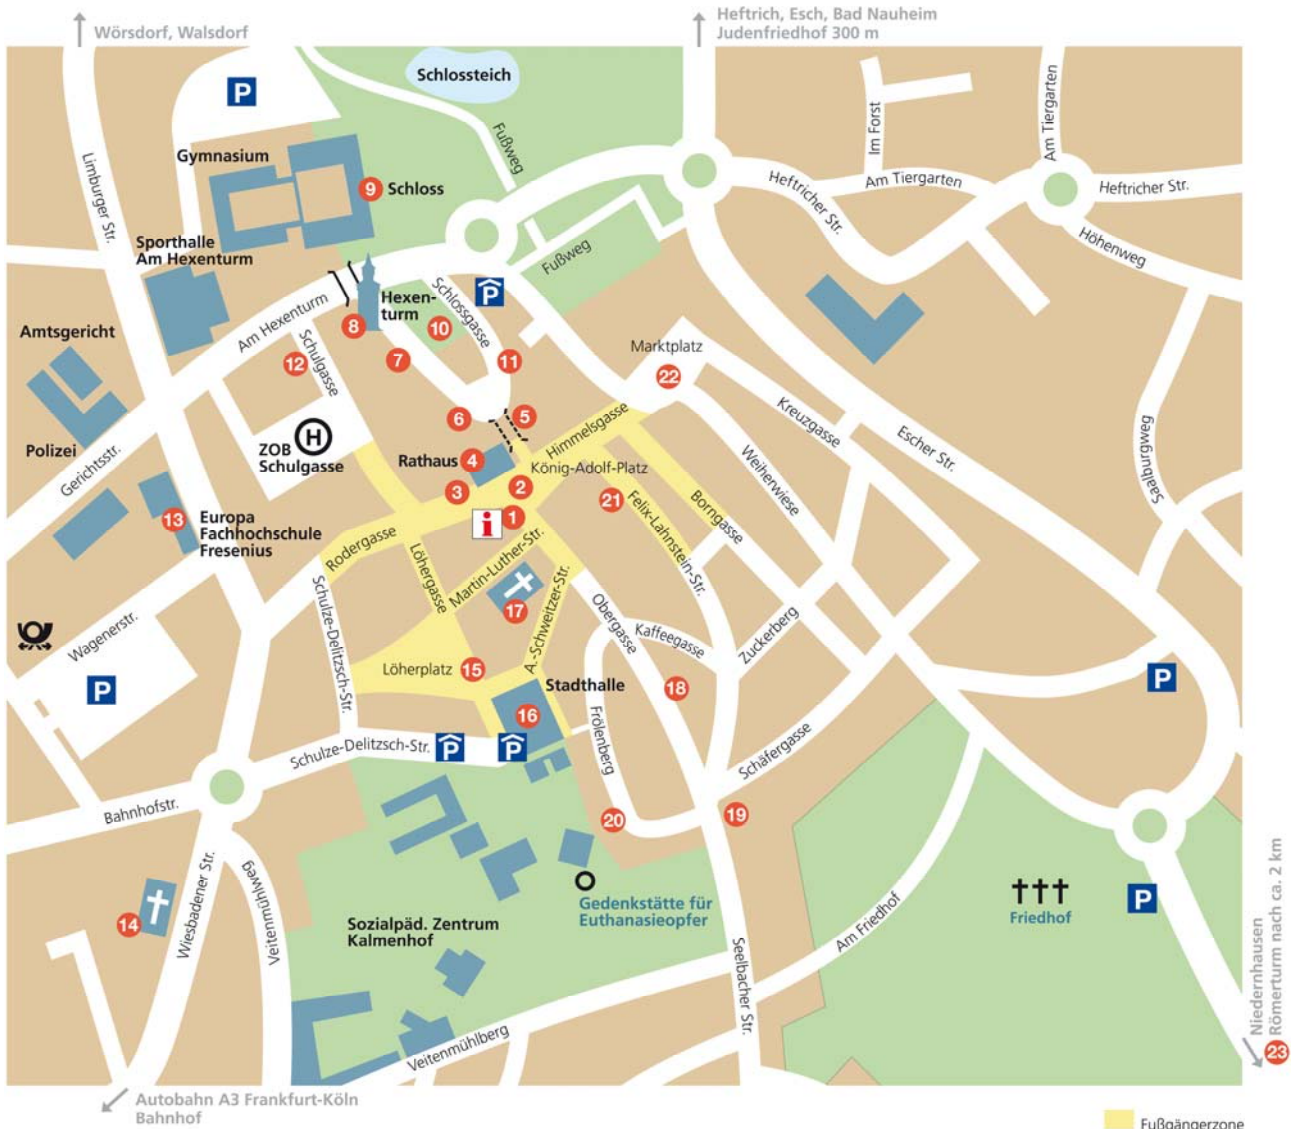 Wörsdorf, Walsdorf
Heftrich, Esch, Bad Nauheim
Judenfriedhof 300 m
Schlossteich
P
Limburger Str.
Gymnasium
Fußweg
9
Schloss
Im Forst
Am Tiergarten
Am Tiergarten
Heftricher Str.
Heftricher Str.
Höhenweg
Sporthalle
Am Hexenturm
Fußweg
Am Hexenturm
Hexen-
turm
8
10
Schlossgasse
P
Amtsgericht
12
Schulgasse
7
11
Marktplatz
22
Polizei
Gerichtsstr.
ZOB
Schulgasse
H
6
5
Rathaus
4
Himmelsgasse
König-Adolf-Platz
Kreuzgasse
Escher Str.
Saalburgweg
Weiherwiese
3
2
21
Felix-Lahnstein-Str.
Borngasse
13
Europa
Fachhochschule
Fresenius
i
1
Rodergasse
Löhergasse
Martin-Luther-Str.
17
A.-Schweitzer-Str.
Obergasse
Kaffeegasse
Zuckerberg
Wagenerstr.
P
Schulze-Delitzsch-Str.
Löherplatz
15
Stadthalle
16
18
P
Frölenberg
Schäfergasse
Schulze-Delitzsch-Str.
P
P
Bahnhofstr.
20
19
Wiesbadener Str.
Veitenmühlweg
14
Gedenkstätte für
Euthanasieopfer
Sozialpäd. Zentrum
Kalmenhof
Seelbacher Str.
Am Friedhof
Friedhof
P
Veitenmühlberg
Niedernhausen
Römerturm nach ca. 2 km
23
Autobahn A3 Frankfurt-Köln
Bahnhof
Fußgängerzone